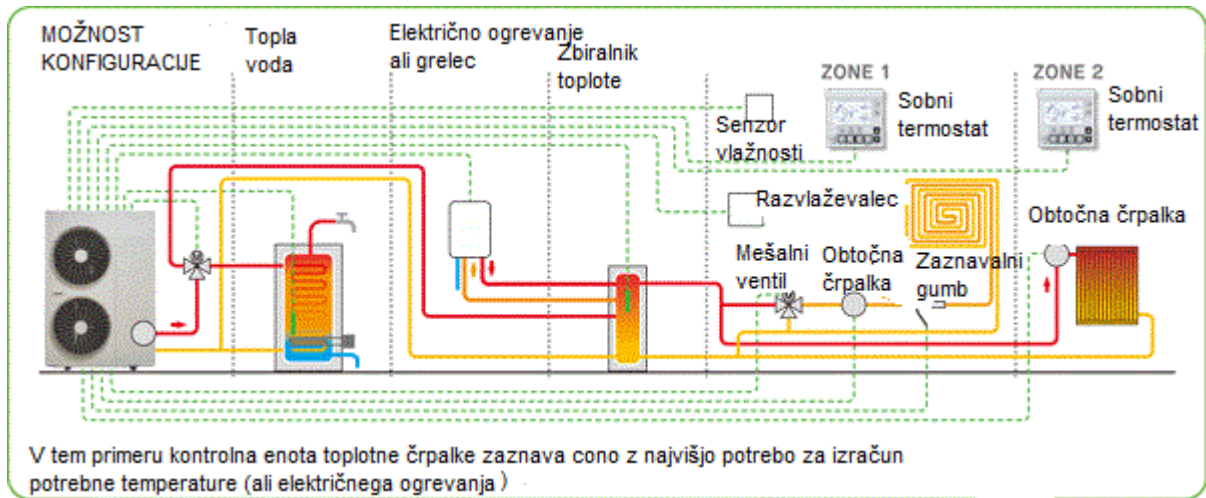 MOŽNOST
KONFIGURACIJE
Topla
voda
Električno ogrevanje
ali grelec
Zbiralnik
toplote
Senzor
vlažnosti
ZONE 1
Sobni
termostat
ZONE 2
Sobni
termostat
Razvlaževalec
Mešalni
ventil
Obtočna
črpalka
Zaznavalni
gumb
Obtočna črpalka
V tem primeru kontrolna enota toplotne črpalke zaznava cono z najvišjo potrebo za izračun
potrebne temperature (ali električnega ogrevanja )